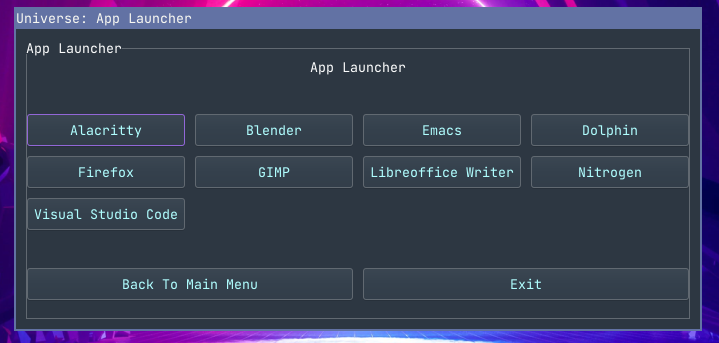 Universe: App Launcher
App Launcher
App Launcher
Alacritty Blender Emacs Dolphin
Firefox GIMP Libreoffice Writer Nitrogen
Visual Studio Code
Back To Main Menu Exit